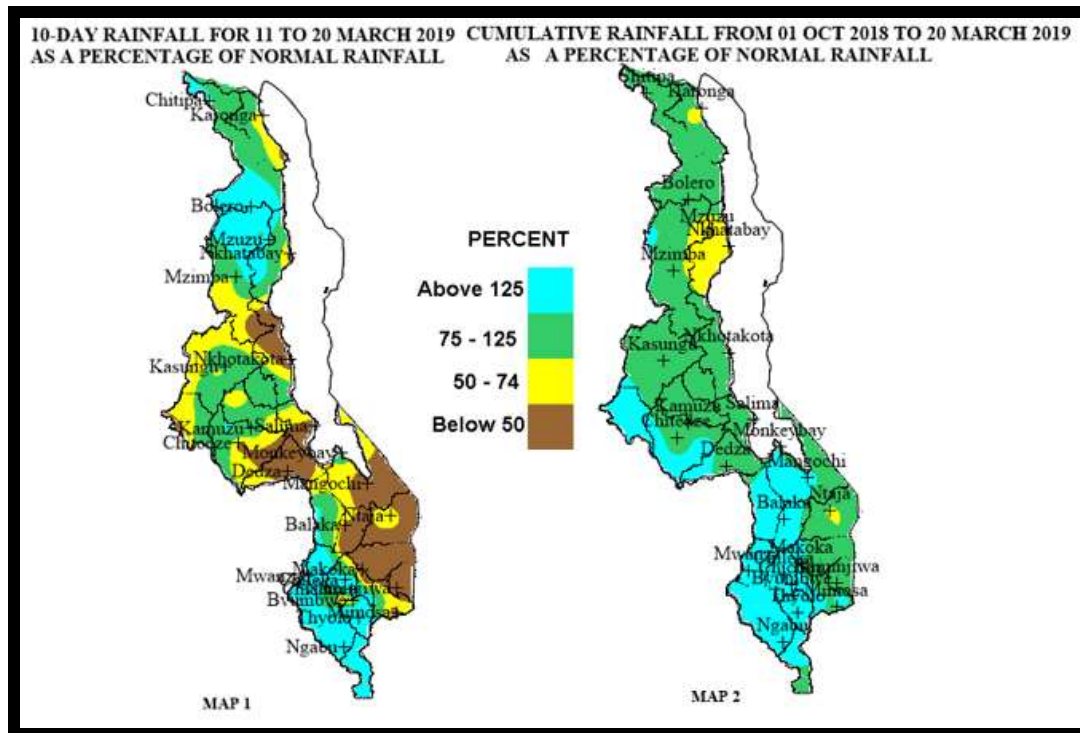 10-DAY RAINFALL FOR 11 TO 20 MARCH 2019
AS A PERCENTAGE OF NORMAL RAINFALL
CUMULATIVE RAINFALL FROM 01 OCT 2018 TO 20 MARCH 2019
AS A PERCENTAGE OF NORMAL RAINFALL
Chitipa
Karonga
Bolero
Mzuzu
Nkhatabay
Mzimba
Nkhotakota
Kasungu
Kamuzu
Salima
Chitedze
Monkeybay
Dedza
Mangochi
Ntaja
Balaka
Makoka
Mwanza
Bvumbwe
Mimosa
Thyolo
Ngabu
MAP 1
PERCENT
Above 125
75 - 125
50 - 74
Below 50
Chitipa
Karonga
Bolero
Mzuzu
Nkhatabay
Mzimba
Nkhotakota
Kasungu
Kamuzu
Salima
Chitedze
Monkeybay
Dedza
Mangochi
Ntaja
Balaka
Makoka
Bvumbwe
Mimosa
Thyolo
Ngabu
MAP 2